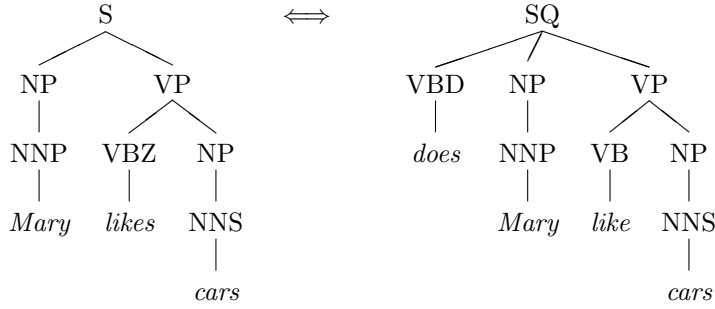 S ⟺ SQ
NP VP VBD NP VP
NNP VBZ NP does NNP VB NP
Mary likes NNS Mary like NNS
cars cars